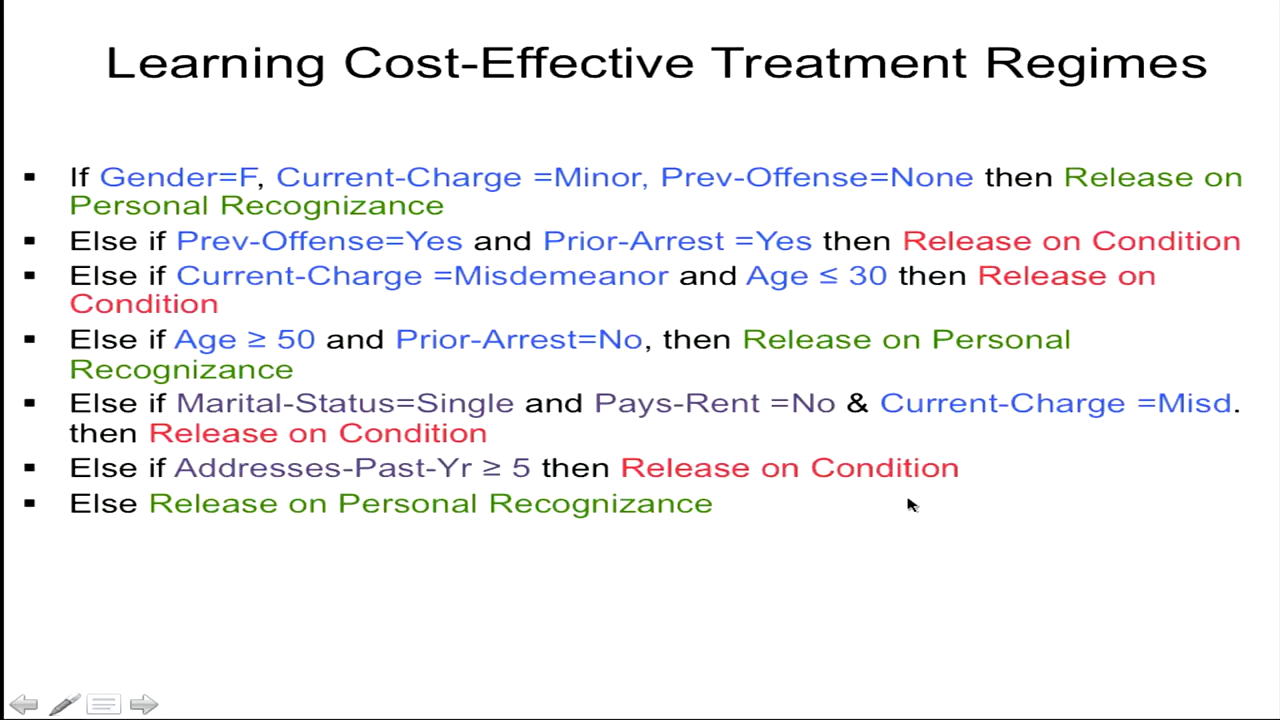 Learning Cost-Effective Treatment Regimes
▪ If Gender=F, Current-Charge =Minor, Prev-Offense=None then Release on
Personal Recognizance
▪ Else if Prev-Offense=Yes and Prior-Arrest =Yes then Release on Condition
▪ Else if Current-Charge =Misdemeanor and Age ≤ 30 then Release on
Condition
▪ Else if Age ≥ 50 and Prior-Arrest=No, then Release on Personal
Recognizance
▪ Else if Marital-Status=Single and Pays-Rent =No & Current-Charge =Misd.
then Release on Condition
▪ Else if Addresses-Past-Yr ≥ 5 then Release on Condition
▪ Else Release on Personal Recognizance